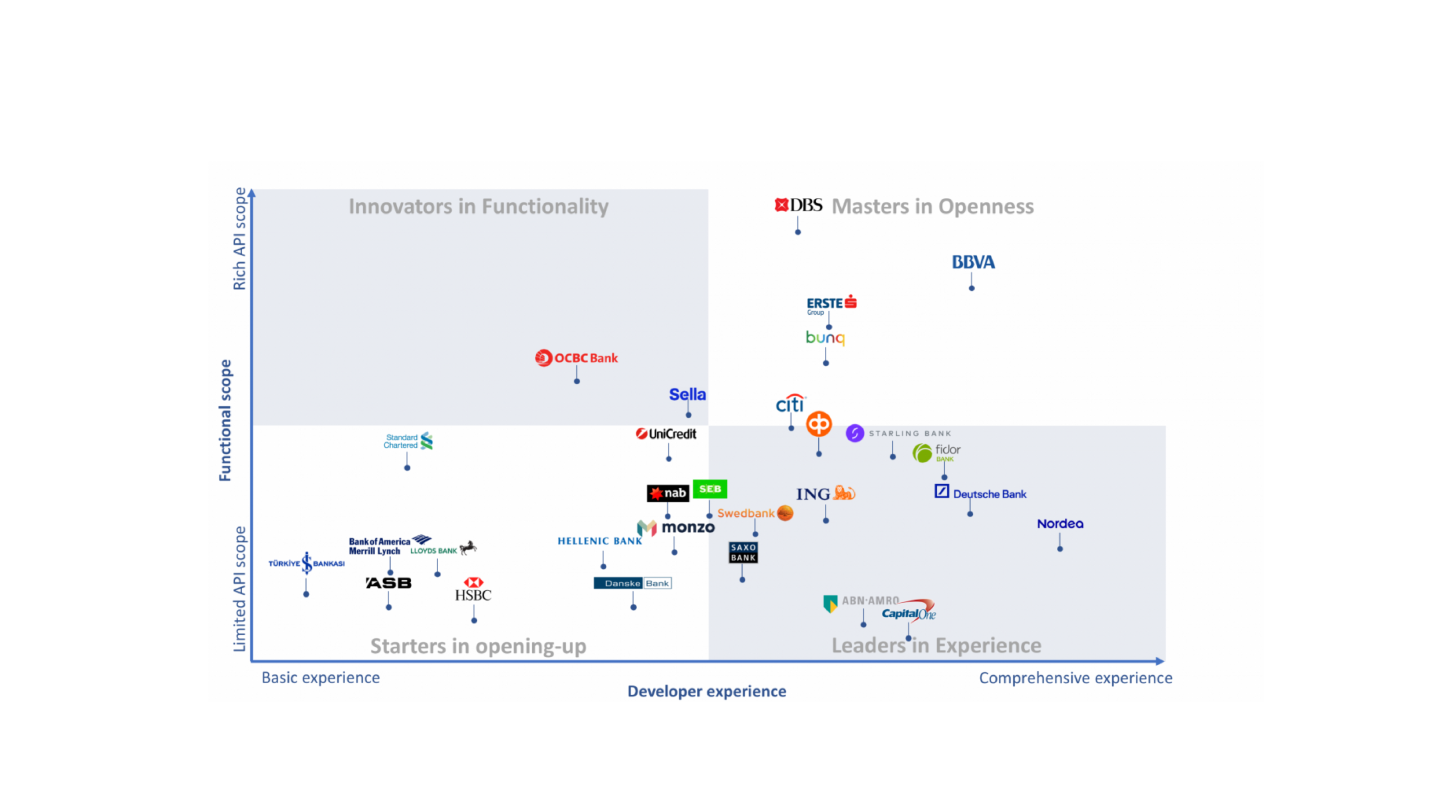 Rich API scope
Functional scope
Limited API scope
Innovators in Functionality
Masters in Openness
DBS
BBVA
ERSTE
Group
bunq
OCBC Bank
Sella
citi
UniCredit
Standard
Chartered
STARLING BANK
fidor
BANK
nab
SEB
ING
Deutsche Bank
Swedbank
monzo
Nordea
HELLENIC BANK
Bank of America
Merrill Lynch
LLOYDS BANK
SAXO
BANK
TÜRKİYE İŞ BANKASI
ASB
HSBC
Danske Bank
ABN·AMRO
Capital One
Starters in opening-up
Leaders in Experience
Basic experience
Developer experience
Comprehensive experience